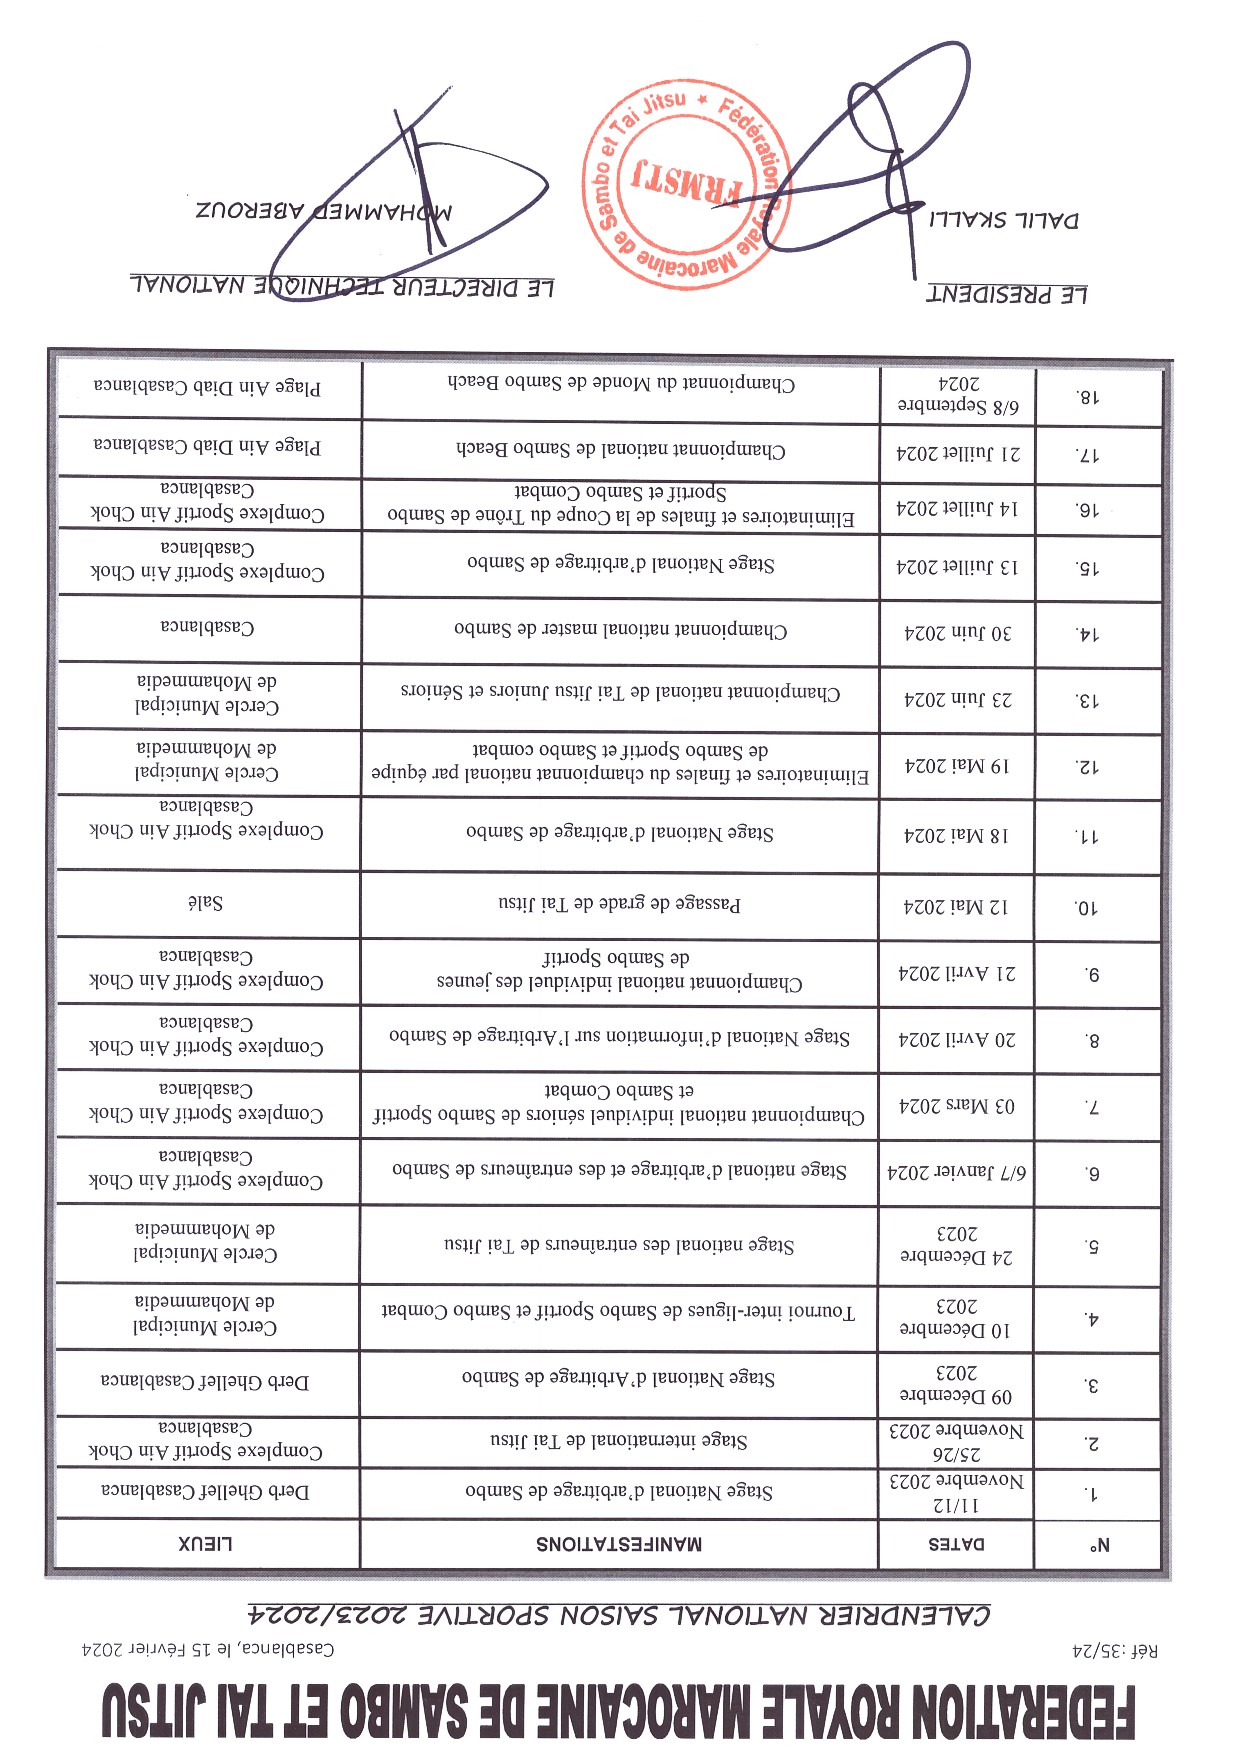 FEDERATION ROYALE MAROCAINE DE SAMBO ET TAI JITSU
Réf :35/24
Casablanca, le 15 Février 2024
CALENDRIER NATIONAL SAISON SPORTIVE 2023/2024
N° DATES MANIFESTATIONS LIEUX
1. 11/12 Novembre 2023 Stage National d’arbitrage de Sambo Derb Ghellef Casablanca
2. 25/26 Novembre 2023 Stage international de Tai Jitsu Complexe Sportif Ain Chok Casablanca
3. 09 Décembre 2023 Stage National d’Arbitrage de Sambo Derb Ghellef Casablanca
4. 10 Décembre 2023 Tournoi inter-ligues de Sambo Sportif et Sambo Combat Cercle Municipal de Mohammedia
5. 24 Décembre 2023 Stage national des entraîneurs de Tai Jitsu Cercle Municipal de Mohammedia
6. 6/7 Janvier 2024 Stage national d’arbitrage et des entraîneurs de Sambo Complexe Sportif Ain Chok Casablanca
7. 03 Mars 2024 Championnat national individuel séniors de Sambo Sportif et Sambo Combat Complexe Sportif Ain Chok Casablanca
8. 20 Avril 2024 Stage National d’information sur l’Arbitrage de Sambo Complexe Sportif Ain Chok Casablanca
9. 21 Avril 2024 Championnat national individuel des jeunes de Sambo Sportif Complexe Sportif Ain Chok Casablanca
10. 12 Mai 2024 Passage de grade de Tai Jitsu Salé
11. 18 Mai 2024 Stage National d’arbitrage de Sambo Complexe Sportif Ain Chok Casablanca
12. 19 Mai 2024 Eliminatoires et finales du championnat national par équipe de Sambo Sportif et Sambo combat Cercle Municipal de Mohammedia
13. 23 Juin 2024 Championnat national de Tai Jitsu Juniors et Séniors Cercle Municipal de Mohammedia
14. 30 Juin 2024 Championnat national master de Sambo Casablanca
15. 13 Juillet 2024 Stage National d’arbitrage de Sambo Complexe Sportif Ain Chok Casablanca
16. 14 Juillet 2024 Eliminatoires et finales de la Coupe du Trône de Sambo Sportif et Sambo Combat Complexe Sportif Ain Chok Casablanca
17. 21 Juillet 2024 Championnat national de Sambo Beach Plage Ain Diab Casablanca
18. 6/8 Septembre 2024 Championnat du Monde de Sambo Beach Plage Ain Diab Casablanca
LE PRESIDENT
LE DIRECTEUR TECHNIQUE NATIONAL
DALIL SKALLI
MOHAMMED ABEROUZ
Fédération Royale Marocaine de Sambo et Tai Jitsu
FRMSTJ